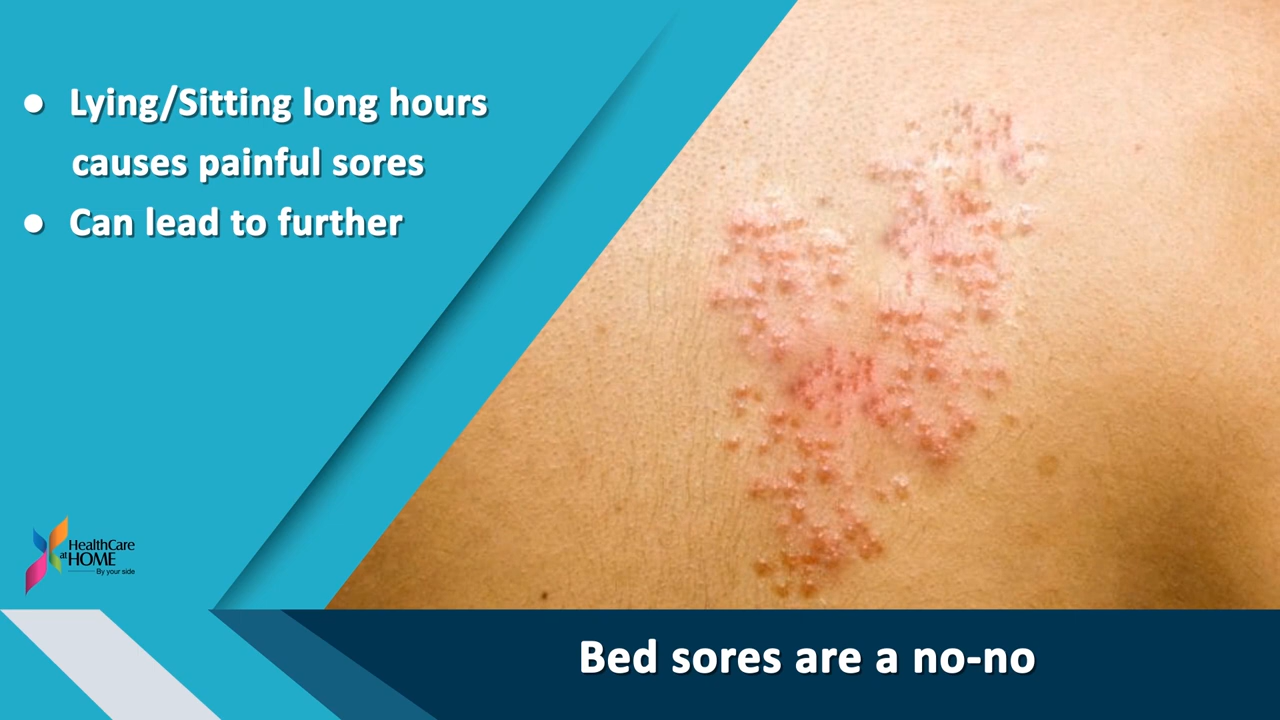 ● Lying/Sitting long hours
causes painful sores
● Can lead to further
HealthCare
at HOME
By your side
Bed sores are a no-no